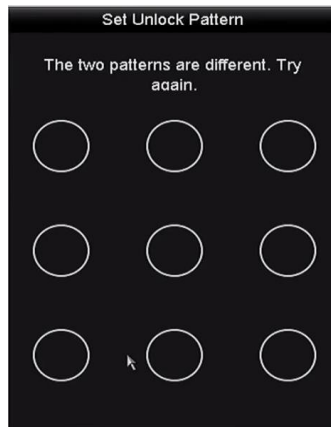 Set Unlock Pattern
The two patterns are different. Try
again.